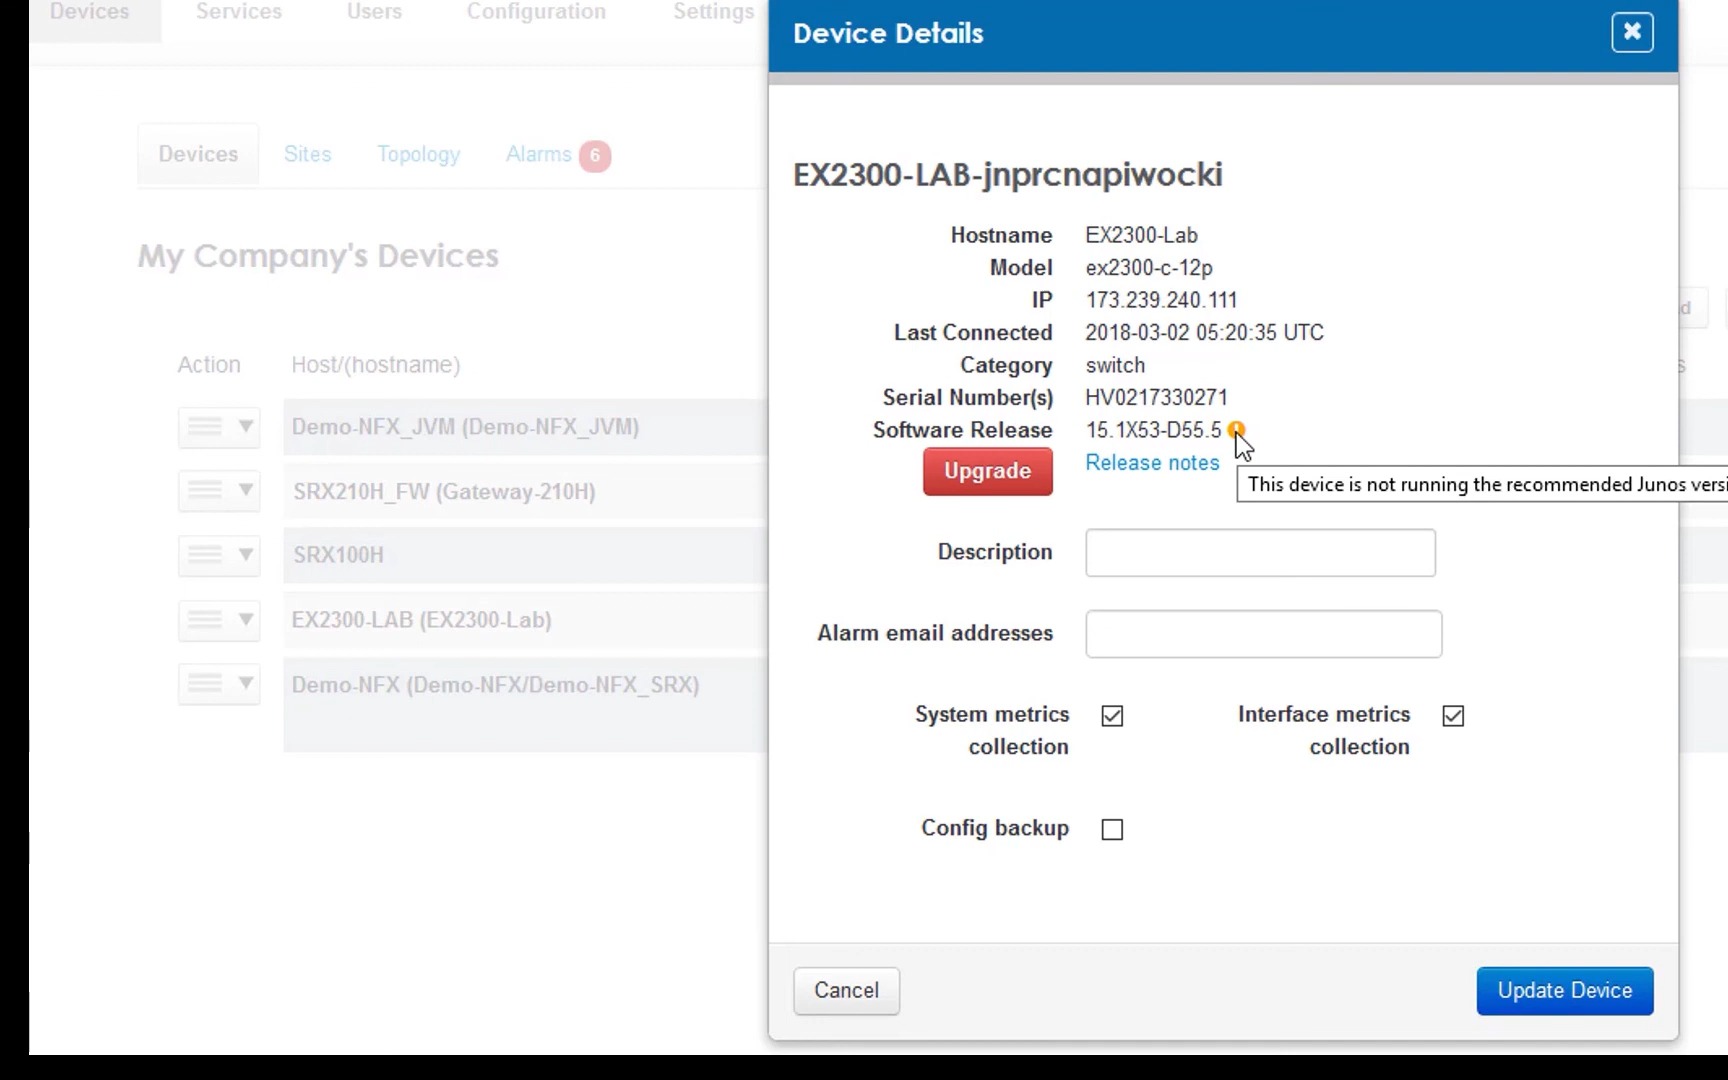 Devices Services Users Configuration Settings
Device Details
Devices Sites Topology Alarms 6
My Company's Devices
Action Host/(hostname)
Demo-NFX_JVM (Demo-NFX_JVM)
SRX210H_FW (Gateway-210H)
SRX100H
EX2300-LAB (EX2300-Lab)
Demo-NFX (Demo-NFX/Demo-NFX_SRX)
EX2300-LAB-jnprcnapiwocki
Hostname EX2300-Lab
Model ex2300-c-12p
IP 173.239.240.111
Last Connected 2018-03-02 05:20:35 UTC
Category switch
Serial Number(s) HV0217330271
Software Release 15.1X53-D55.5
Upgrade Release notes
This device is not running the recommended Junos versi
Description
Alarm email addresses
System metrics collection
Interface metrics collection
Config backup
Cancel Update Device